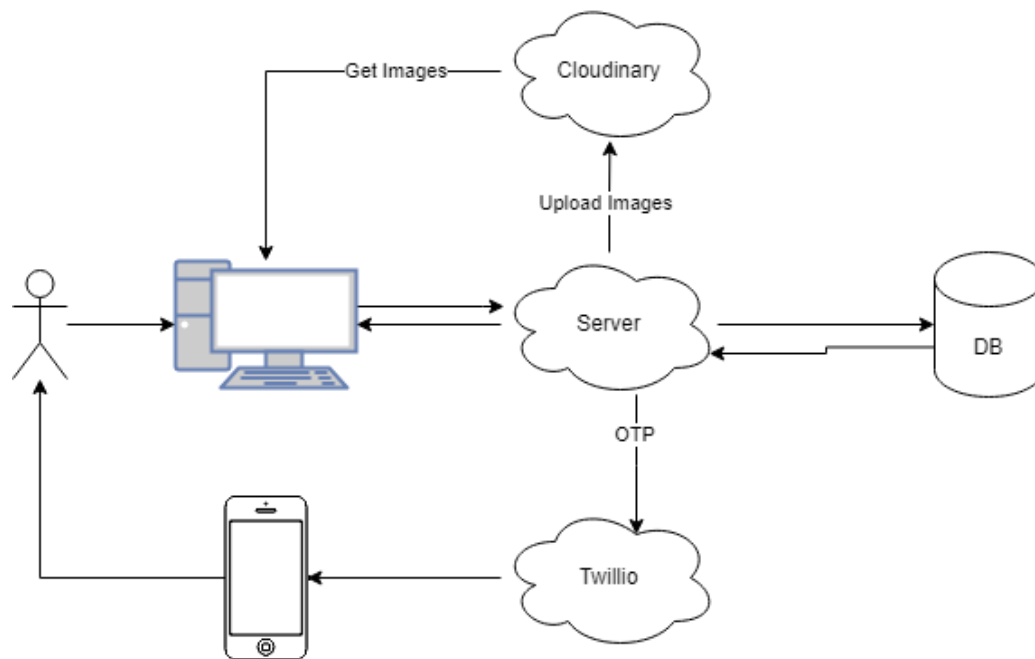 Get Images
Cloudinary
Upload Images
Server
DB
OTP
Twillio